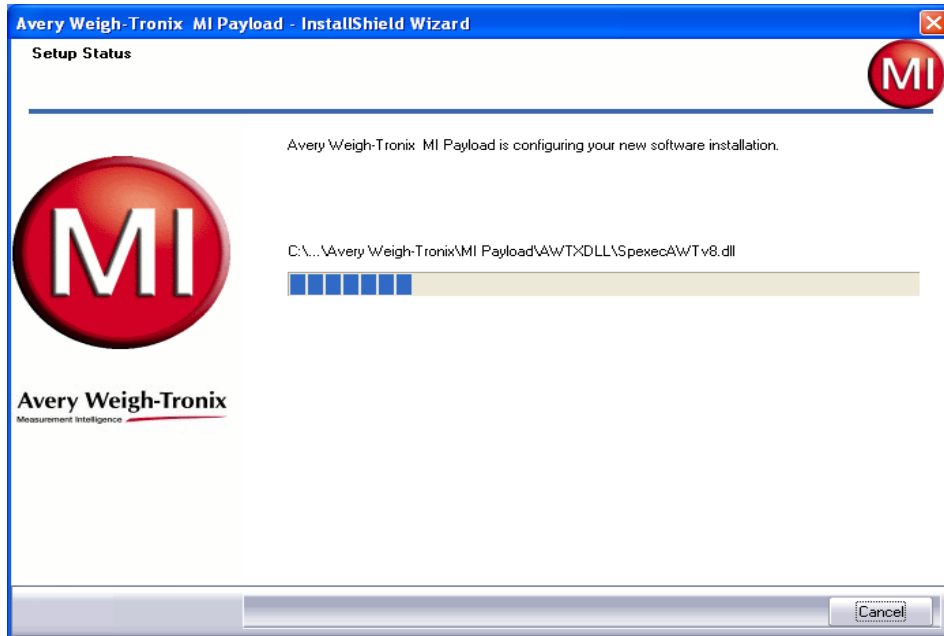 Avery Weigh-Tronix MI Payload - InstallShield Wizard
Setup Status
MI
Avery Weigh-Tronix MI Payload is configuring your new software installation.
MI
C:\...\Avery Weigh-Tronix\MI Payload\AWTXDLL\SpexecAWTv8.dll
Avery Weigh-Tronix
Measurement Intelligence
Cancel